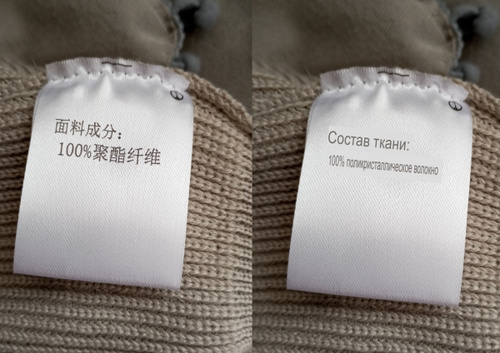 面料成分：
100%聚酯纤维
Состав ткани:
100% поликристаллическое волокно